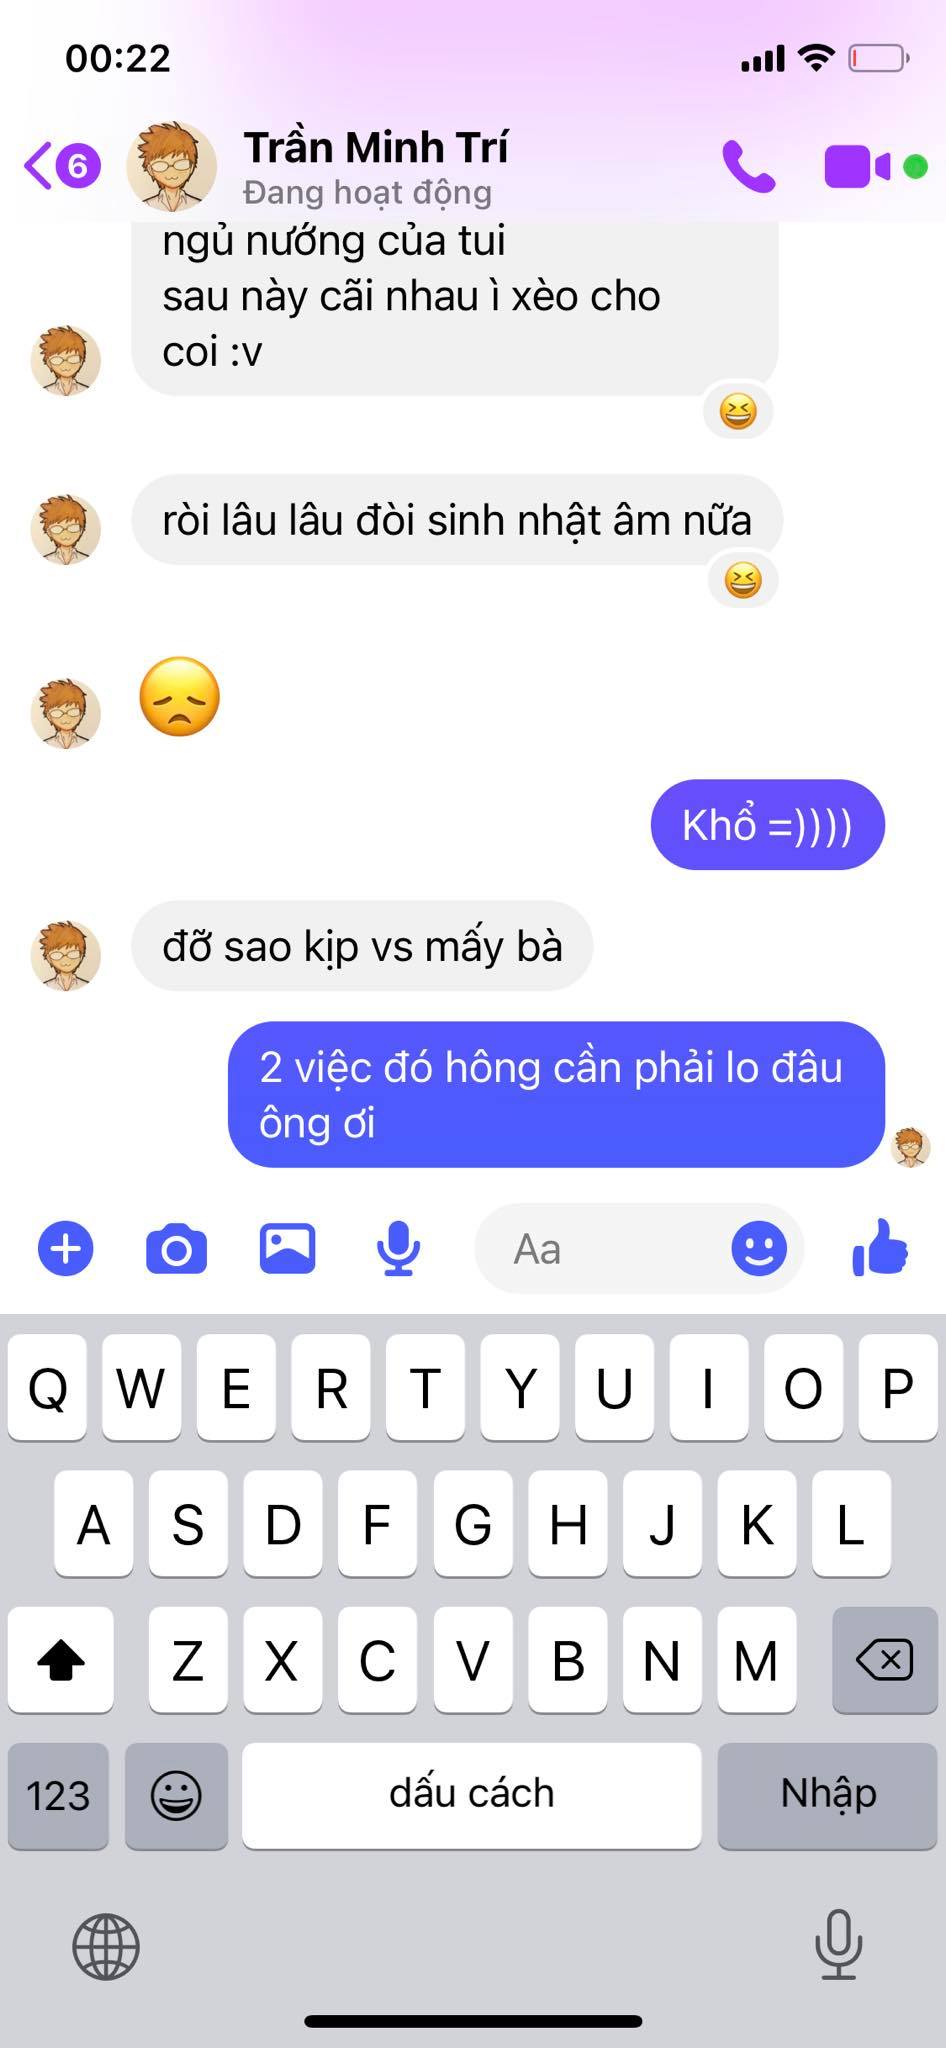 00:22
6
Trần Minh Trí
Đang hoạt động
ngủ nướng của tui
sau này cãi nhau ì xèo cho
coi :v
ròi lâu lâu đòi sinh nhật âm nữa
Khổ =))))
đỡ sao kịp vs mấy bà
2 việc đó hông cần phải lo đâu
ông ơi
Aa
Q W E R T Y U I O P
A S D F G H J K L
Z X C V B N M
123 dấu cách Nhập